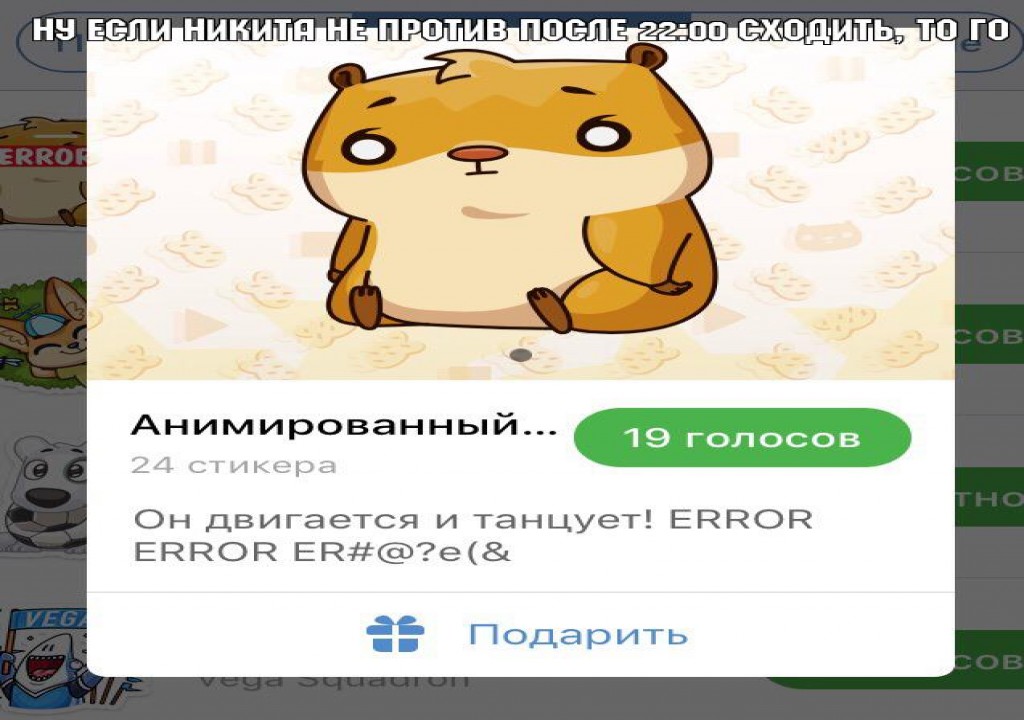 НУ ЕСЛИ НИКИТА НЕ ПРОТИВ ПОСЛЕ 22:00 СХОДИТЬ, ТО ГО
ERROR
СОВ
Анимированный...
19 голосов
24 стикера
СОВ
Он двигается и танцует! ERROR
ERROR ER#@?e(&
ТНО
Подарить
VEGA
СОВ
Vega Squadron